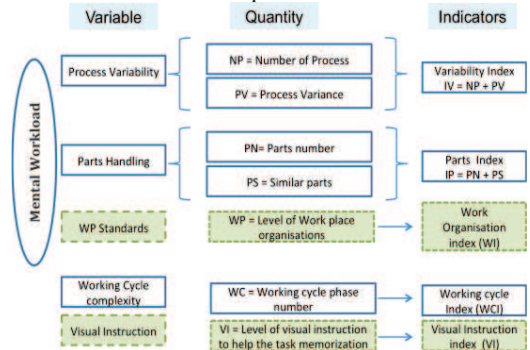 Variable
Quantity
Indicators
Mental Workload
Process Variability
NP = Number of Process
PV = Process Variance
Variability Index
IV = NP + PV
Parts Handling
PN= Parts number
PS = Similar parts
Parts Index
IP = PN + PS
WP Standards
WP = Level of Work place
organisations
Work
Organisation
index (WI)
Working Cycle
complexity
WC = Working cycle phase
number
Working cycle
Index (WCI)
Visual Instruction
VI = Level of visual instruction
to help the task memorization
Visual Instruction
index (VI)